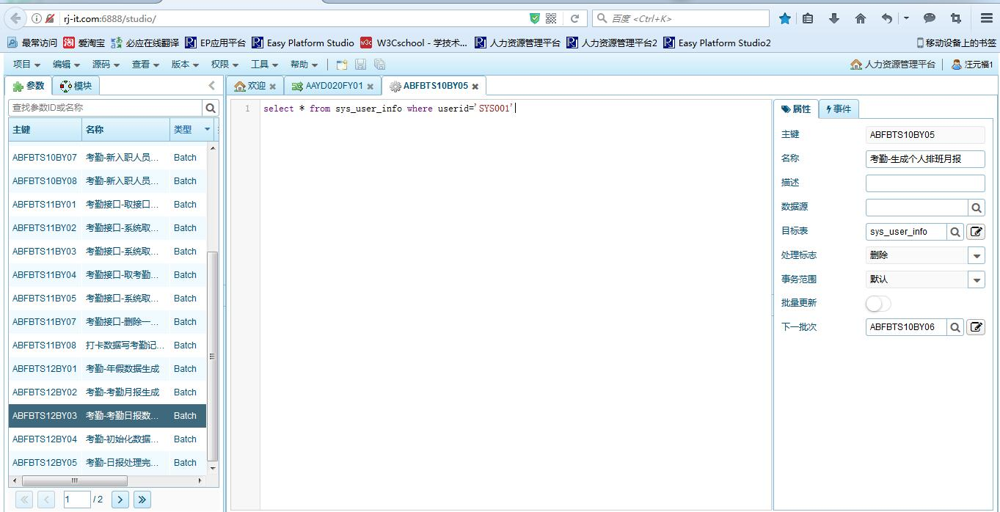 rj-it.com:6888/studio/
百度 <Ctrl+K>
最常访问 淘 爱淘宝 必应在线翻译 EP应用平台 Easy Platform Studio w3c W3Cschool - 学技术... 人力资源管理平台 人力资源管理平台2 Easy Platform Studio2 移动设备上的书签
项目 编辑 源码 查看 版本 权限 工具 帮助 人力资源管理平台 汪元福1
参数 模块
欢迎 AAYD020FY01 ABFBTS10BY05
查找参数ID或名称
主键 名称 类型
ABFBTS10BY07 考勤-新入职人员... Batch
ABFBTS10BY08 考勤-新入职人员... Batch
ABFBTS11BY01 考勤接口-取接口... Batch
ABFBTS11BY02 考勤接口-系统取... Batch
ABFBTS11BY03 考勤接口-系统取... Batch
ABFBTS11BY04 考勤接口-取考勤... Batch
ABFBTS11BY05 考勤接口-系统取... Batch
ABFBTS11BY07 考勤接口-删除一... Batch
ABFBTS11BY08 打卡数据写考勤记... Batch
ABFBTS12BY01 考勤-年假数据生成 Batch
ABFBTS12BY02 考勤-考勤月报生成 Batch
ABFBTS12BY03 考勤-考勤日报数... Batch
ABFBTS12BY04 考勤-初始化数据... Batch
ABFBTS12BY05 考勤-日报处理完... Batch
1 / 2
1 select * from sys_user_info where userid='SYS001'
属性 事件
主键 ABFBTS10BY05
名称 考勤-生成个人排班月报
描述
数据源
目标表 sys_user_info
处理标志 删除
事务范围 默认
批量更新
下一批次 ABFBTS10BY06